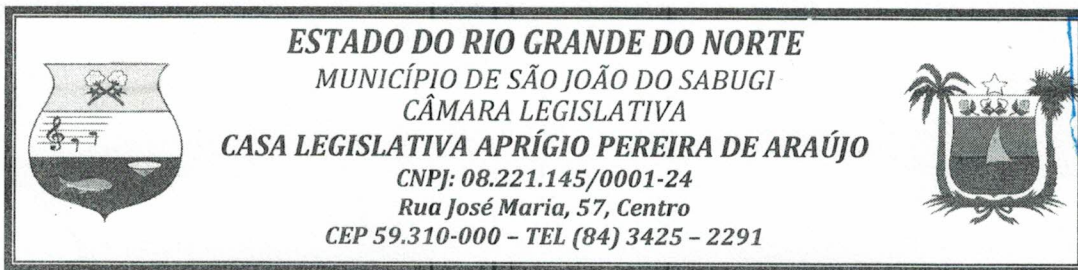 ESTADO DO RIO GRANDE DO NORTE
MUNICÍPIO DE SÃO JOÃO DO SABUGI
CÂMARA LEGISLATIVA
CASA LEGISLATIVA APRÍGIO PEREIRA DE ARAÚJO
CNPJ: 08.221.145/0001-24
Rua José Maria, 57, Centro
CEP 59.310-000 – TEL (84) 3425 – 2291